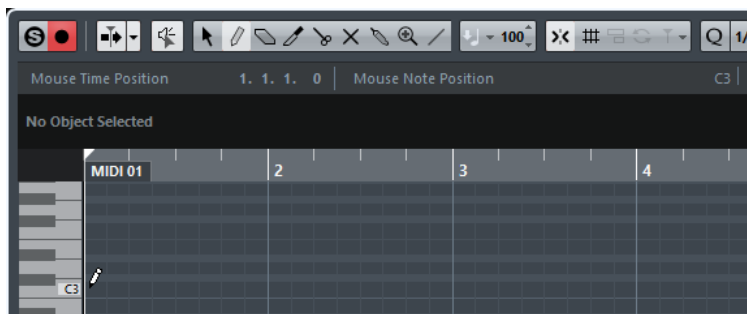 S 100 Q 1/
Mouse Time Position 1. 1. 1. 0 Mouse Note Position C3
No Object Selected
MIDI 01 2 3 4
C3